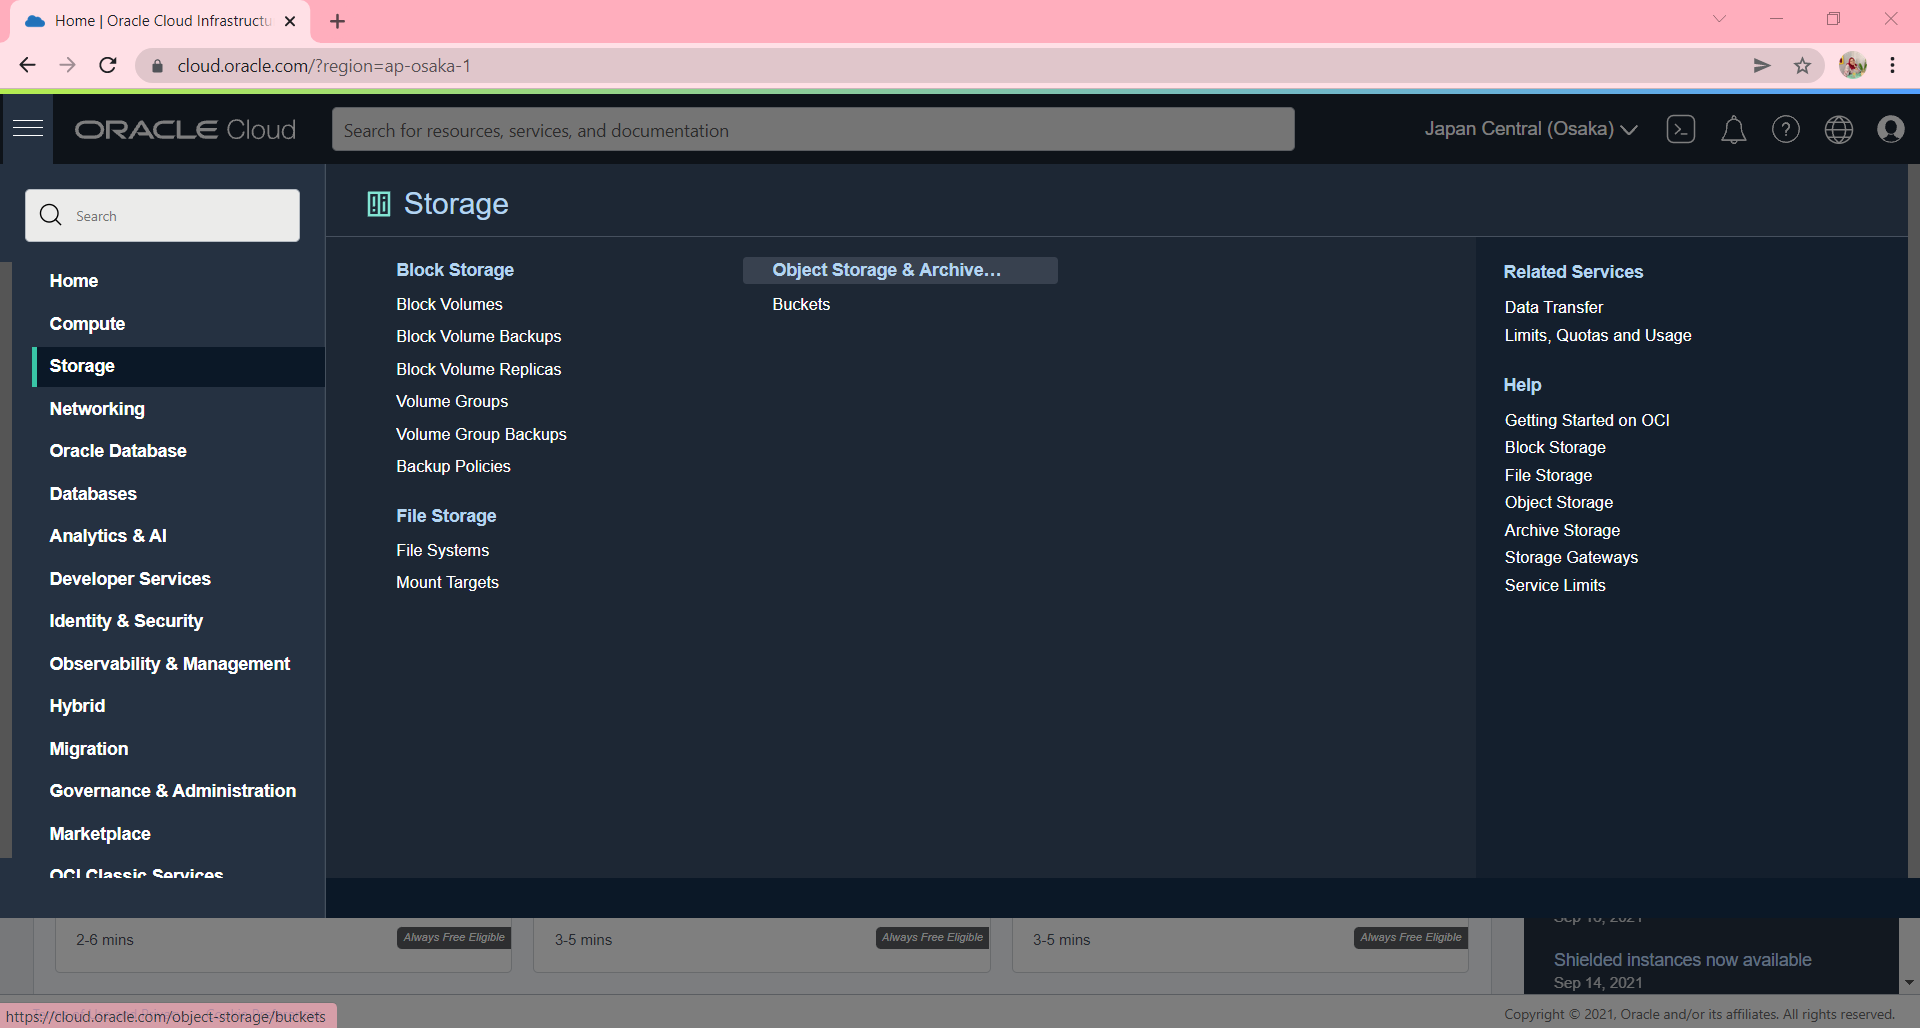 Home | Oracle Cloud Infrastructu
cloud.oracle.com/?region=ap-osaka-1
ORACLE Cloud
Search for resources, services, and documentation
Japan Central (Osaka)
Search
Home
Compute
Storage
Networking
Oracle Database
Databases
Analytics & AI
Developer Services
Identity & Security
Observability & Management
Hybrid
Migration
Governance & Administration
Marketplace
OCI Classic Services
Storage
Block Storage
Block Volumes
Block Volume Backups
Block Volume Replicas
Volume Groups
Volume Group Backups
Backup Policies
File Storage
File Systems
Mount Targets
Object Storage & Archive...
Buckets
Related Services
Data Transfer
Limits, Quotas and Usage
Help
Getting Started on OCI
Block Storage
File Storage
Object Storage
Archive Storage
Storage Gateways
Service Limits
2-6 mins
Always Free Eligible
3-5 mins
Always Free Eligible
3-5 mins
Always Free Eligible
Shielded instances now available
Sep 14, 2021
https://cloud.oracle.com/object-storage/buckets
Copyright © 2021, Oracle and/or its affiliates. All rights reserved.